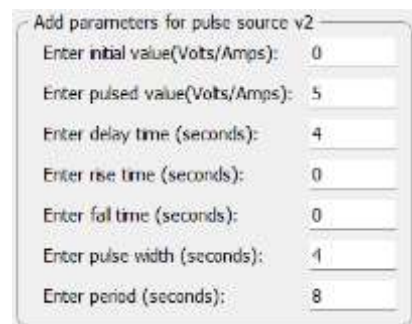 Add parameters for pulse source v2
Enter initial value(Volts/Amps): 0
Enter pulsed value(Volts/Amps): 5
Enter delay time (seconds): 4
Enter rise time (seconds): 0
Enter fall time (seconds): 0
Enter pulse width (seconds): 4
Enter period (seconds): 8